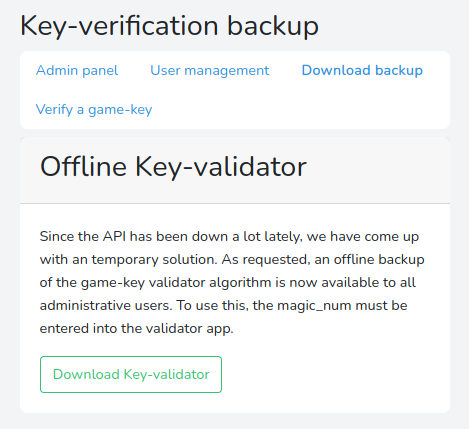 Key-verification backup
Admin panel User management Download backup
Verify a game-key
Offline Key-validator
Since the API has been down a lot lately, we have come up
with an temporary solution. As requested, an offline backup
of the game-key validator algorithm is now available to all
administrative users. To use this, the magic_num must be
entered into the validator app.
Download Key-validator